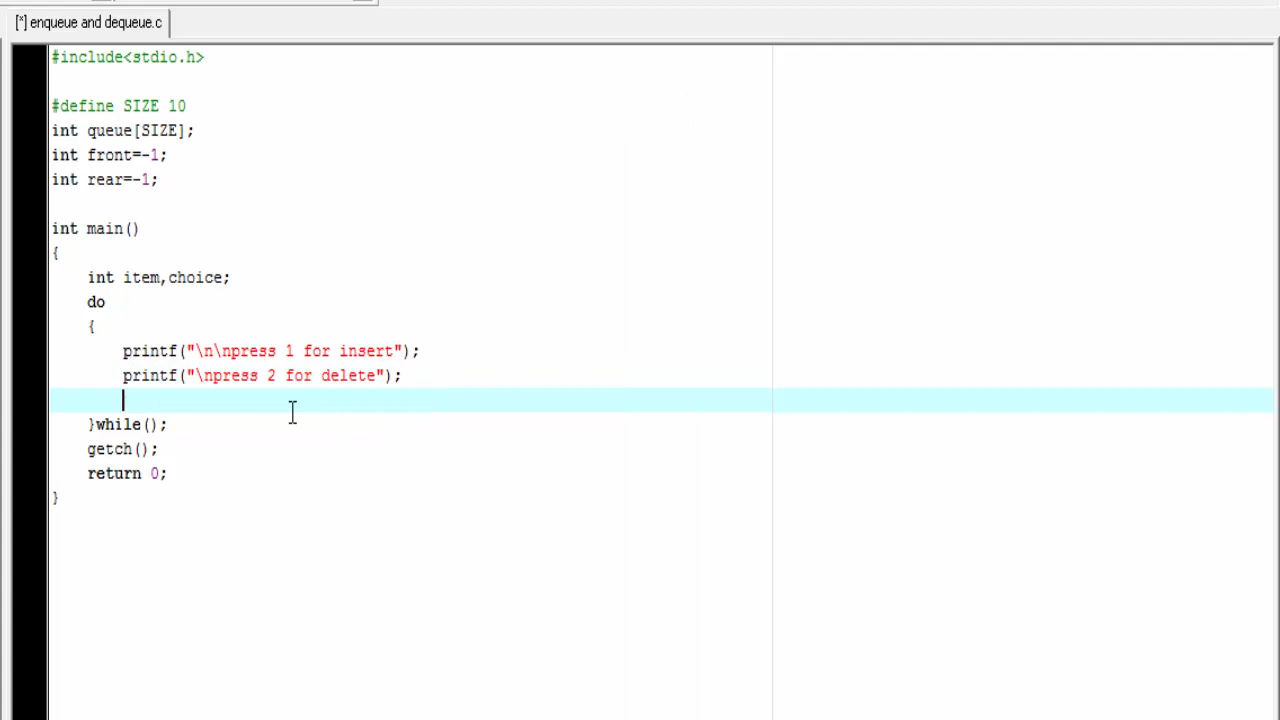 [*] enqueue and dequeue.c
#include<stdio.h>
#define SIZE 10
int queue[SIZE];
int front=-1;
int rear=-1;
int main()
{
int item,choice;
do
{
printf("\n\npress 1 for insert");
printf("\npress 2 for delete");
}while();
getch();
return 0;
}